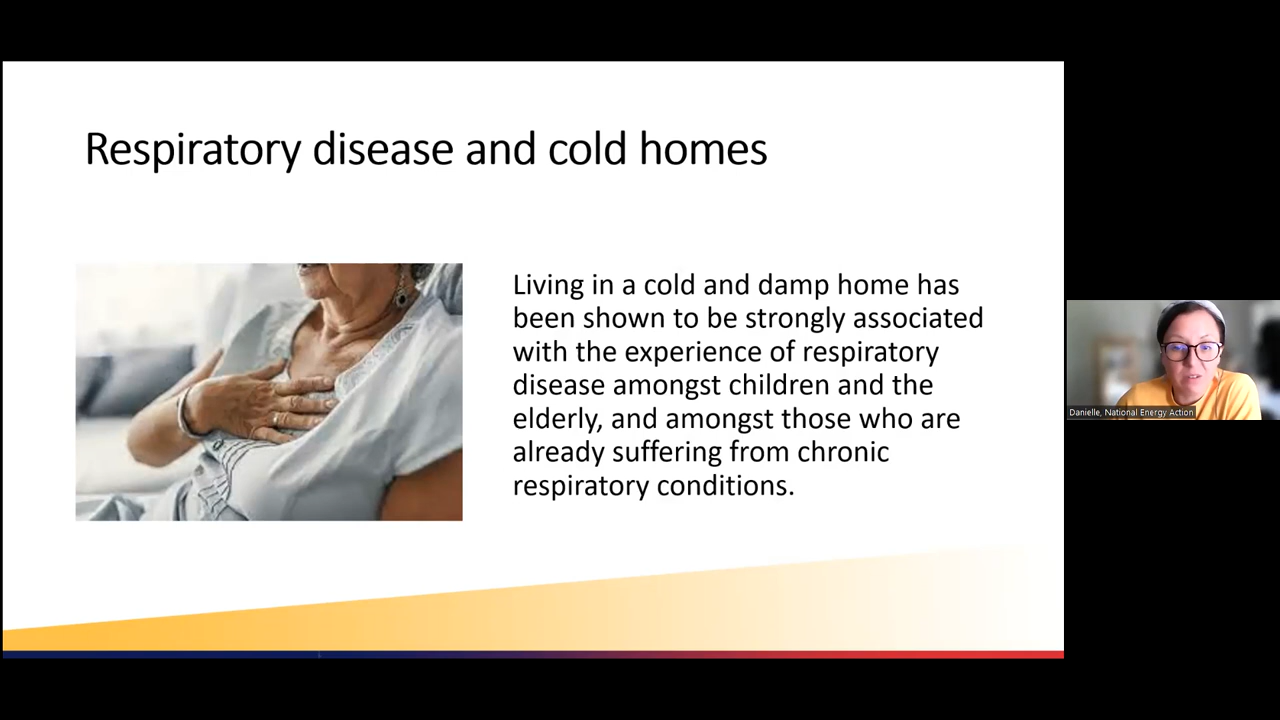 Respiratory disease and cold homes
Living in a cold and damp home has
been shown to be strongly associated
with the experience of respiratory
disease amongst children and the
elderly, and amongst those who are
already suffering from chronic
respiratory conditions.
Danielle, National Energy Action